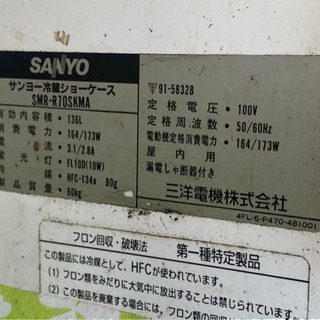 SANYO
サンヨー冷蔵ショーケース
SMR-R70SKMA
有効内容積 136L
消費電力 164/173W
電流 3.1/2.8A
蛍光灯 FL10D(10W)
冷媒 HFC-134a 80g
製品質量 60kg
91-58328
定格電圧 100V
定格周波数 50/60Hz
電動機定格消費電力 164/173W
屋内用
漏電しゃ断器付き
三洋電機株式会社
4FL-6-P470-481001
フロン回収・破壊法 第一種特定製品
この製品には冷媒として、HFCが使われています。
(1)フロン類をみだりに大気中に放出することは禁じられています。
(2)この製品を廃棄する場合には、フロン類の